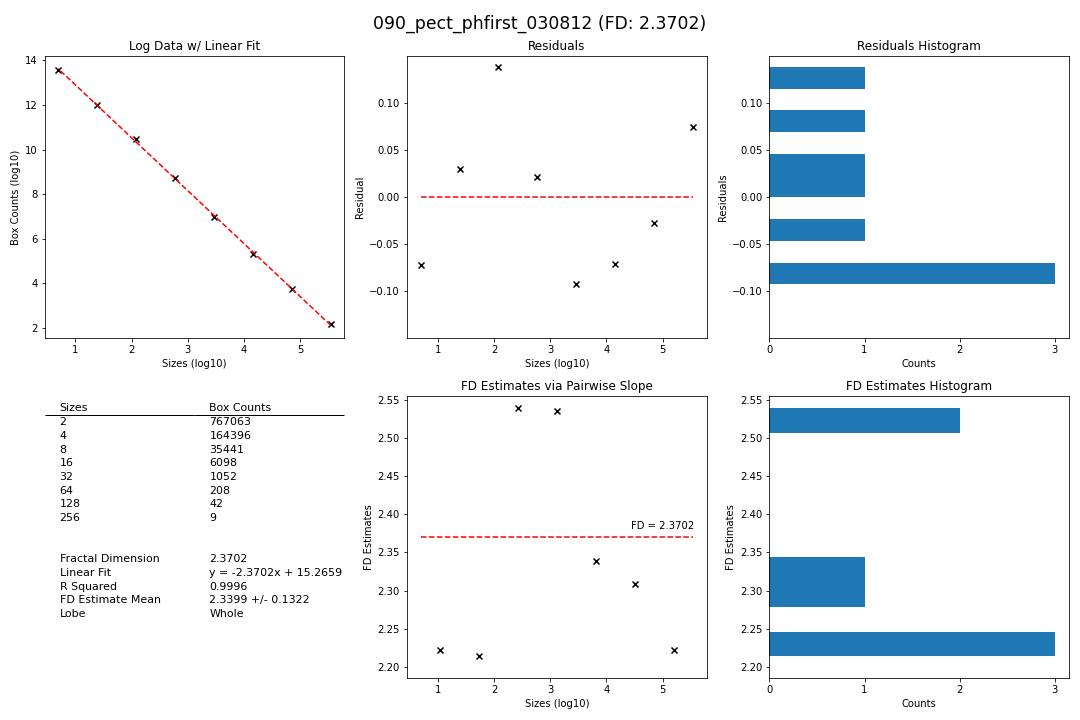 090_pect_phfirst_030812 (FD: 2.3702)
Log Data w/ Linear Fit
14
12
10
8
6
4
2
Box Counts (log10)
1 2 3 4 5
Sizes (log10)
Residuals
0.10
0.05
0.00
−0.05
−0.10
Residual
1 2 3 4 5
Sizes (log10)
Residuals Histogram
0.10
0.05
0.00
−0.05
−0.10
Residuals
0 1 2 3
Counts
Sizes Box Counts
2 767063
4 164396
8 35441
16 6098
32 1052
64 208
128 42
256 9
Fractal Dimension 2.3702
Linear Fit y = -2.3702x + 15.2659
R Squared 0.9996
FD Estimate Mean 2.3399 +/- 0.1322
Lobe Whole
FD Estimates via Pairwise Slope
2.55
2.50
2.45
2.40
2.35
2.30
2.25
2.20
FD Estimates
FD = 2.3702
1 2 3 4 5
Sizes (log10)
FD Estimates Histogram
2.55
2.50
2.45
2.40
2.35
2.30
2.25
2.20
FD Estimates
0 1 2 3
Counts